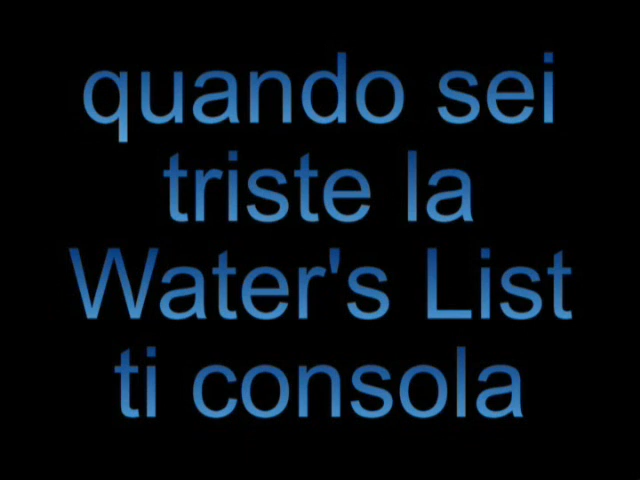 quando sei
triste la
Water's List
ti consola